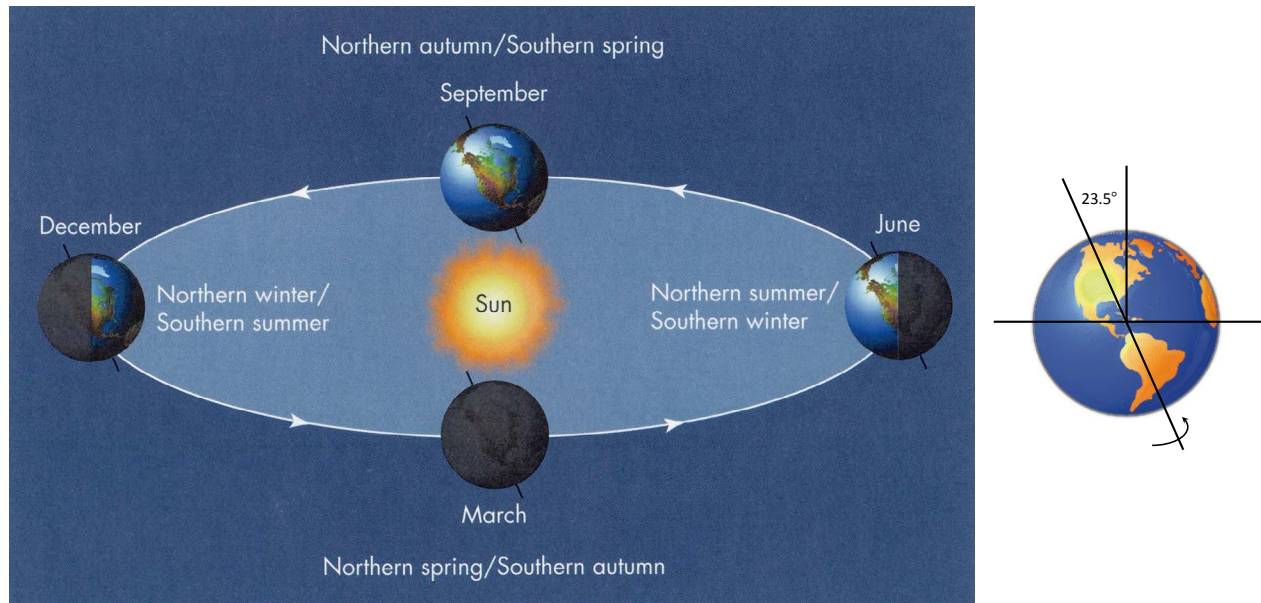 Northern autumn/Southern spring
September
December
June
Northern winter/
Southern summer
Sun
Northern summer/
Southern winter
March
Northern spring/Southern autumn
23.5°